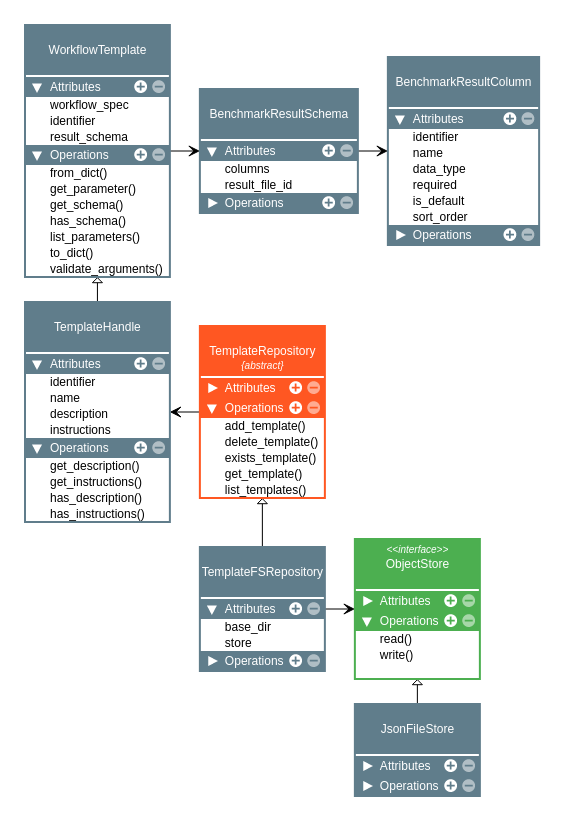 WorkflowTemplate
Attributes
workflow_spec
identifier
result_schema
Operations
from_dict()
get_parameter()
get_schema()
has_schema()
list_parameters()
to_dict()
validate_arguments()
BenchmarkResultSchema
Attributes
columns
result_file_id
Operations
BenchmarkResultColumn
Attributes
identifier
name
data_type
required
is_default
sort_order
Operations
TemplateHandle
Attributes
identifier
name
description
instructions
Operations
get_description()
get_instructions()
has_description()
has_instructions()
TemplateRepository
{abstract}
Attributes
Operations
add_template()
delete_template()
exists_template()
get_template()
list_templates()
TemplateFSRepository
Attributes
base_dir
store
Operations
<<interface>>
ObjectStore
Attributes
Operations
read()
write()
JsonFileStore
Attributes
Operations